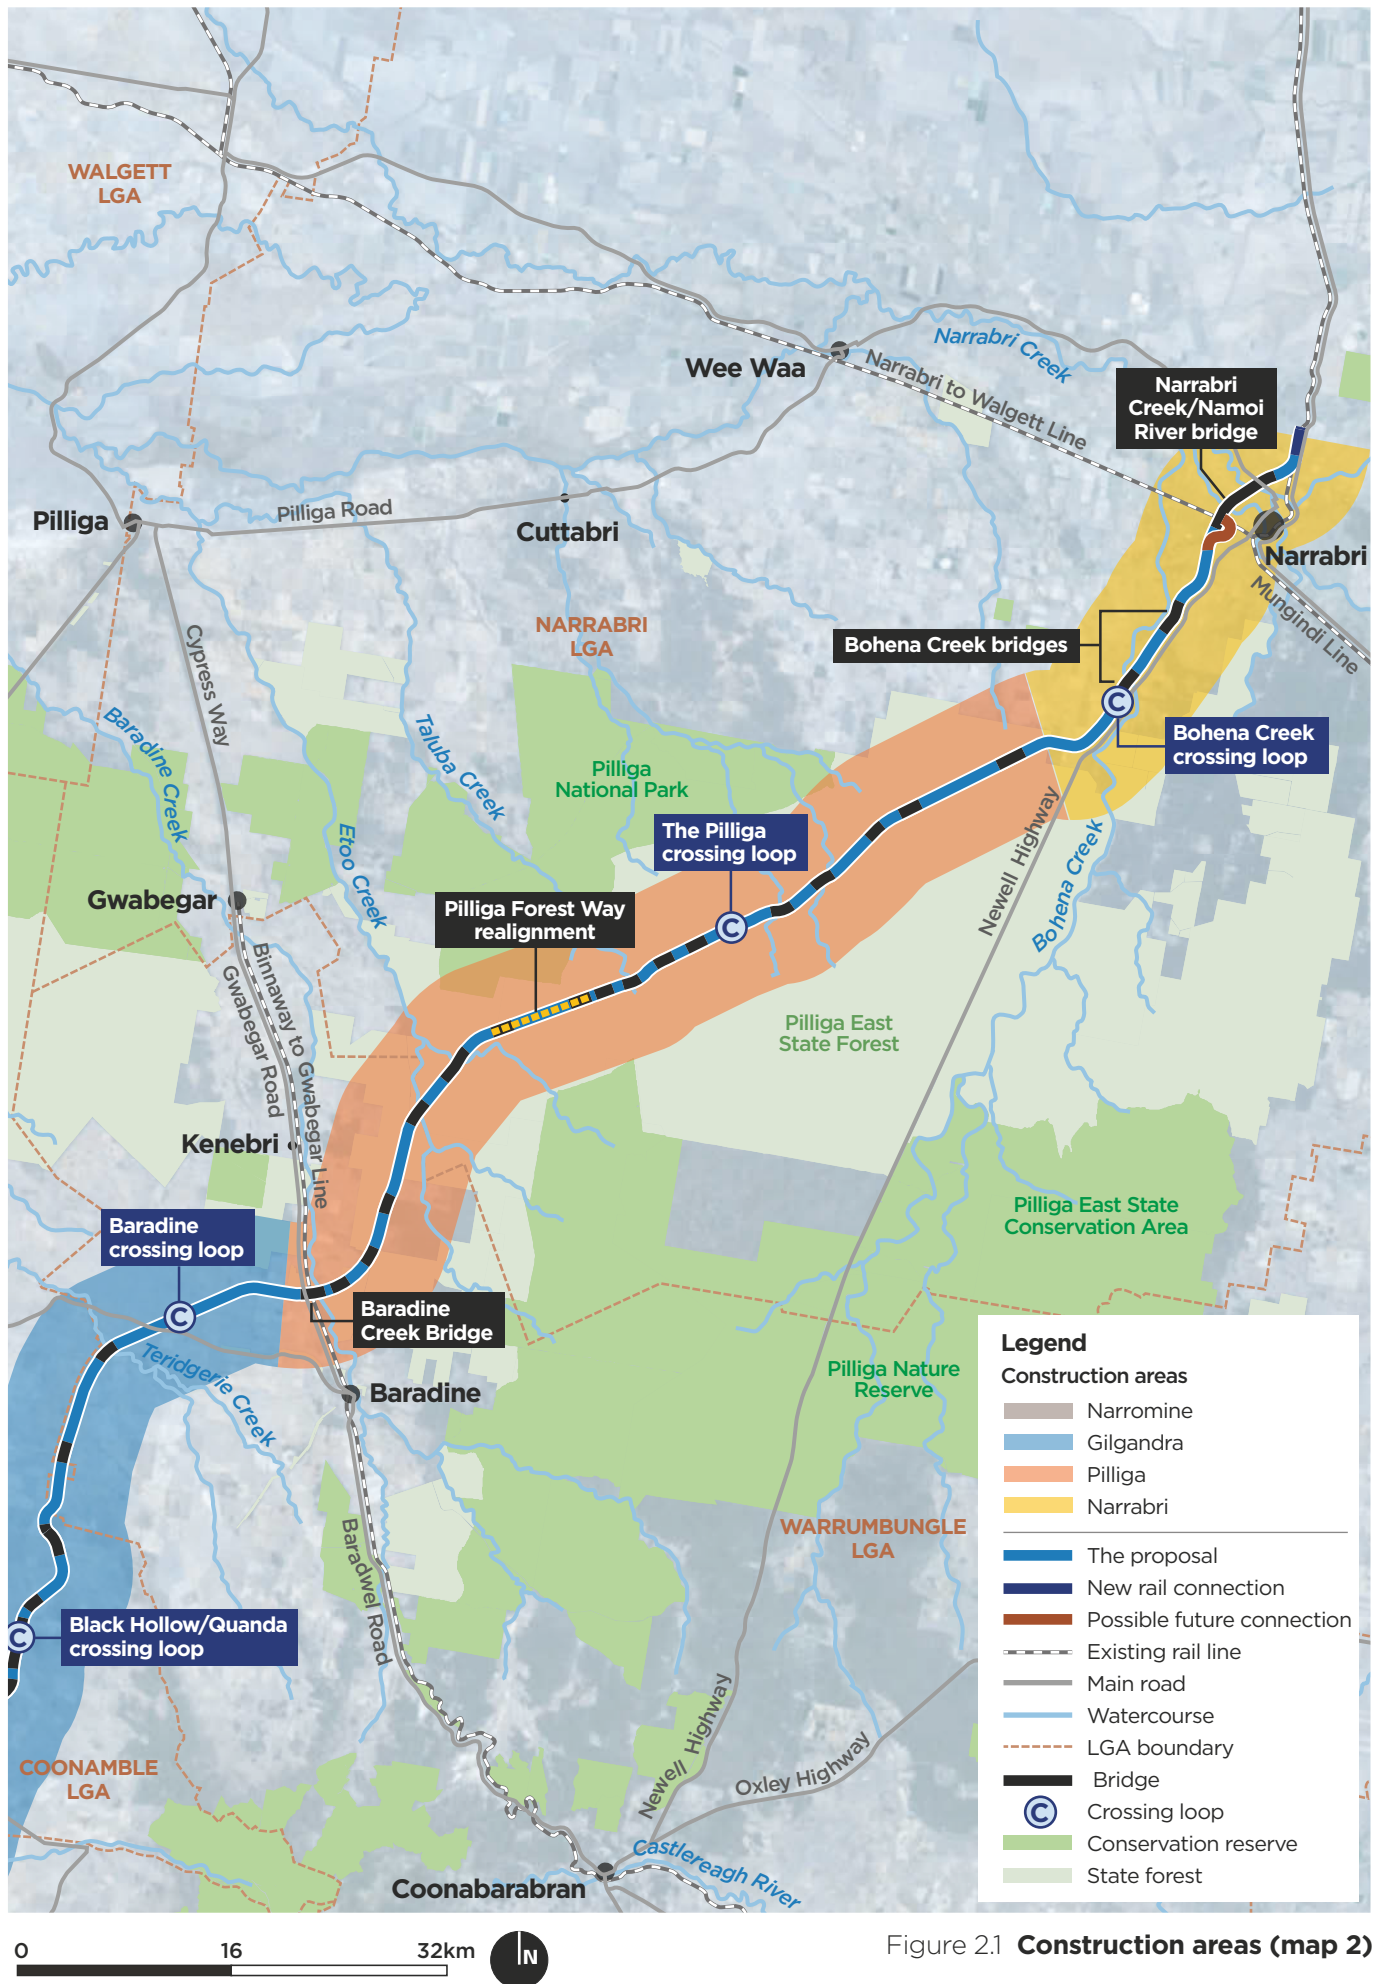 WALGETT
LGA
Narrabri Creek
Wee Waa
Narrabri to Walgett Line
Narrabri
Creek/Namoi
River bridge
Pilliga
Pilliga Road
Cuttabri
Narrabri
Mungindi Line
NARRABRI
LGA
Bohena Creek bridges
Cypress Way
Baradine Creek
Taluba Creek
Bohena Creek
crossing loop
Pilliga
National Park
Etoo Creek
The Pilliga
crossing loop
Newell Highway
Bohena Creek
Gwabegar
Pilliga Forest Way
realignment
Binnaway to Gwabegar Line
Gwabegar Road
Pilliga East
State Forest
Kenebri
Baradine
crossing loop
Pilliga East State
Conservation Area
Baradine
Creek Bridge
Teridgerie Creek
Baradine
Pilliga Nature
Reserve
Baradwel Road
WARRUMBUNGLE
LGA
Black Hollow/Quanda
crossing loop
COONAMBLE
LGA
Newell Highway
Oxley Highway
Coonabarabran
Castlereagh River
C
C
C
C
Legend
Construction areas
Narromine
Gilgandra
Pilliga
Narrabri
The proposal
New rail connection
Possible future connection
Existing rail line
Main road
Watercourse
LGA boundary
Bridge
C Crossing loop
Conservation reserve
State forest
0 16 32km
N
Figure 2.1 Construction areas (map 2)